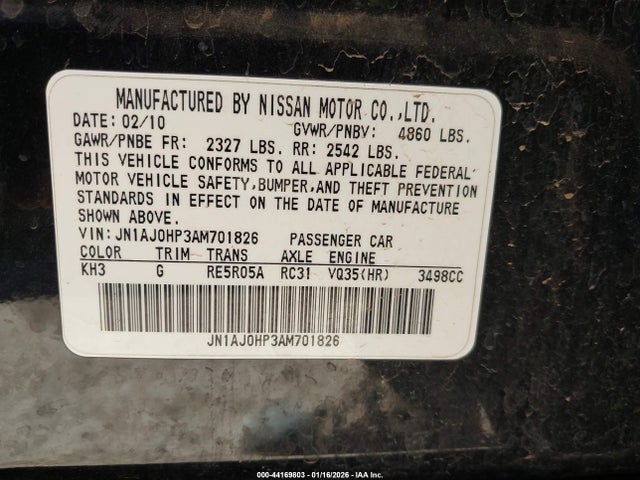 MANUFACTURED BY NISSAN MOTOR CO.,LTD.
DATE: 02/10 GVWR/PNBV: 4860 LBS.
GAWR/PNBE FR: 2327 LBS. RR: 2542 LBS.
THIS VEHICLE CONFORMS TO ALL APPLICABLE FEDERAL
MOTOR VEHICLE SAFETY,BUMPER,AND THEFT PREVENTION
STANDARDS IN EFFECT ON THE DATE OF MANUFACTURE
SHOWN ABOVE.
VIN: JN1AJ0HP3AM701826 PASSENGER CAR
COLOR TRIM TRANS AXLE ENGINE
KH3 G RE5R05A RC31 VQ35(HR) 3498CC
JN1AJ0HP3AM701826
000-44169803 - 01/16/2026 - IAA Inc.